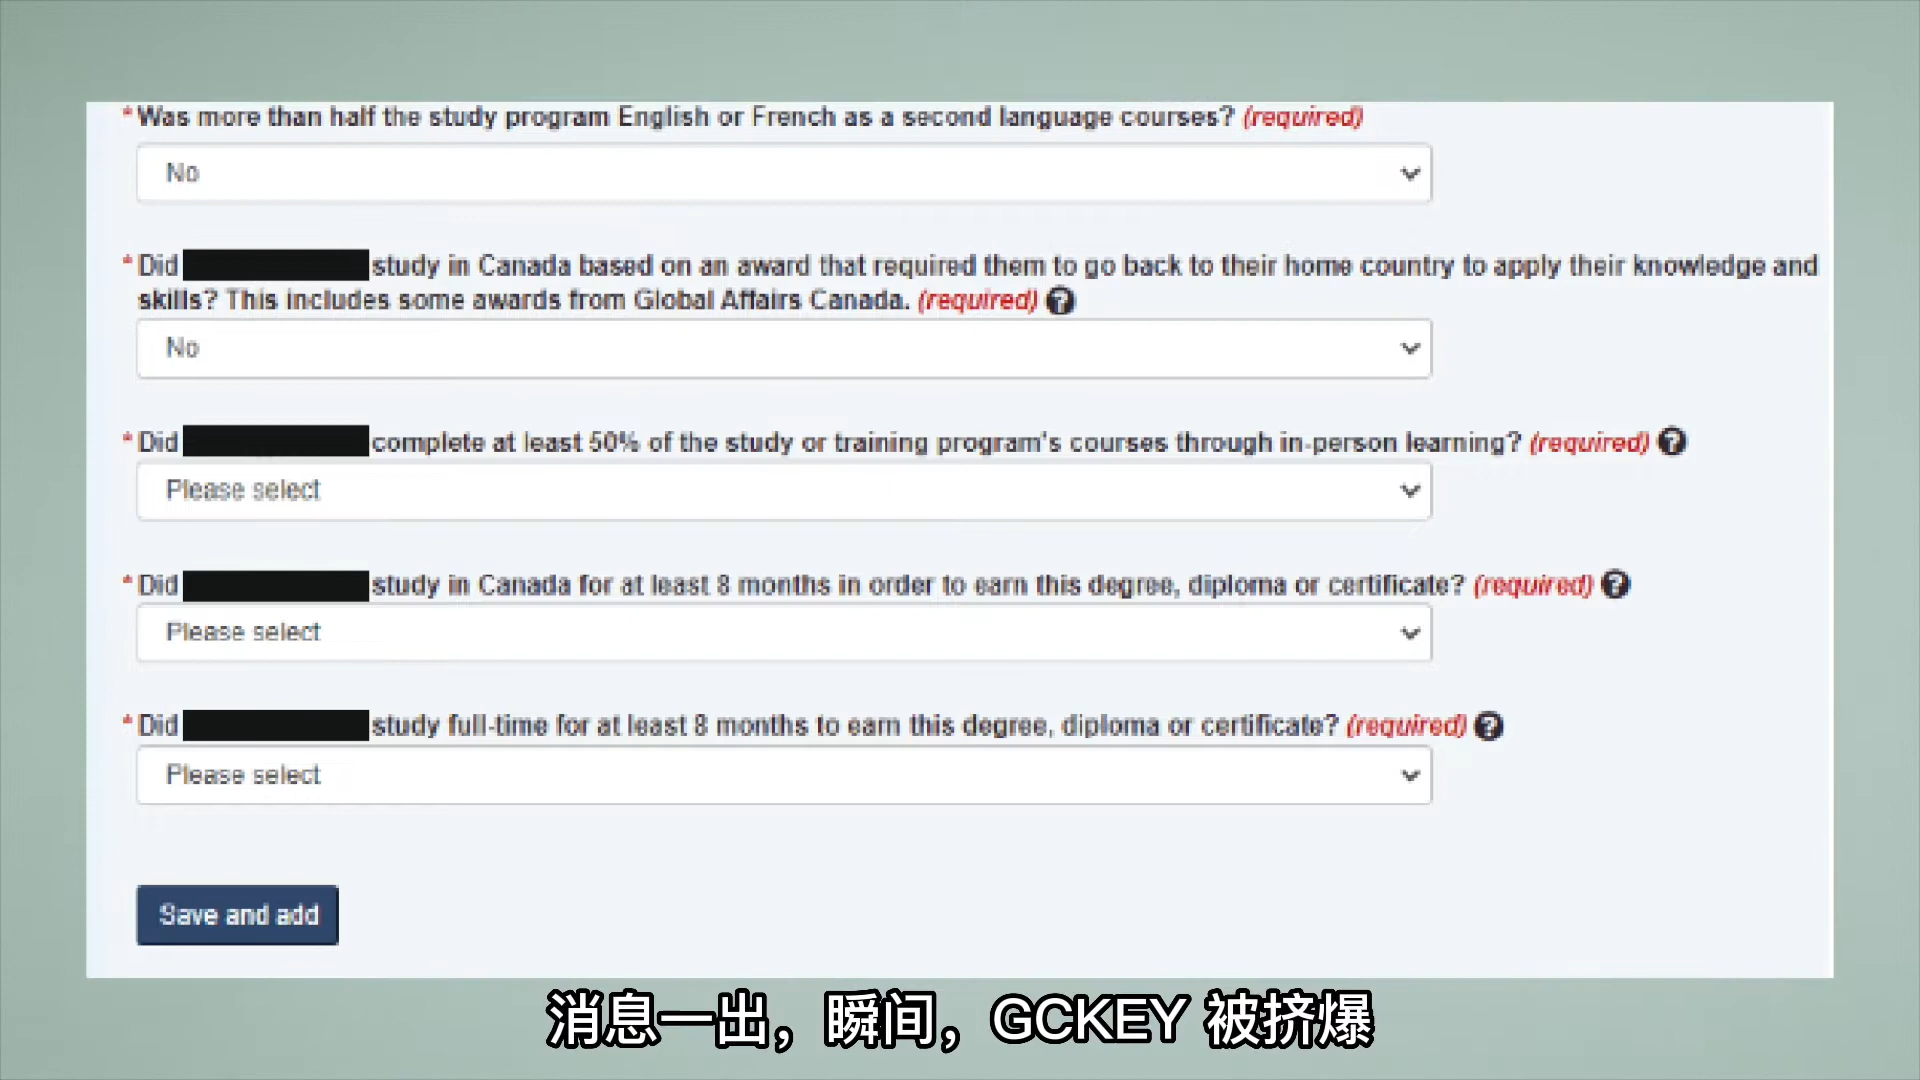 *Was more than half the study program English or French as a second language courses? (required)
No
*Did study in Canada based on an award that required them to go back to their home country to apply their knowledge and
skills? This includes some awards from Global Affairs Canada. (required) ?
No
*Did complete at least 50% of the study or training program's courses through in-person learning? (required) ?
Please select
*Did study in Canada for at least 8 months in order to earn this degree, diploma or certificate? (required) ?
Please select
*Did study full-time for at least 8 months to earn this degree, diploma or certificate? (required) ?
Please select
Save and add
消息一出，瞬间，GCKEY 被挤爆